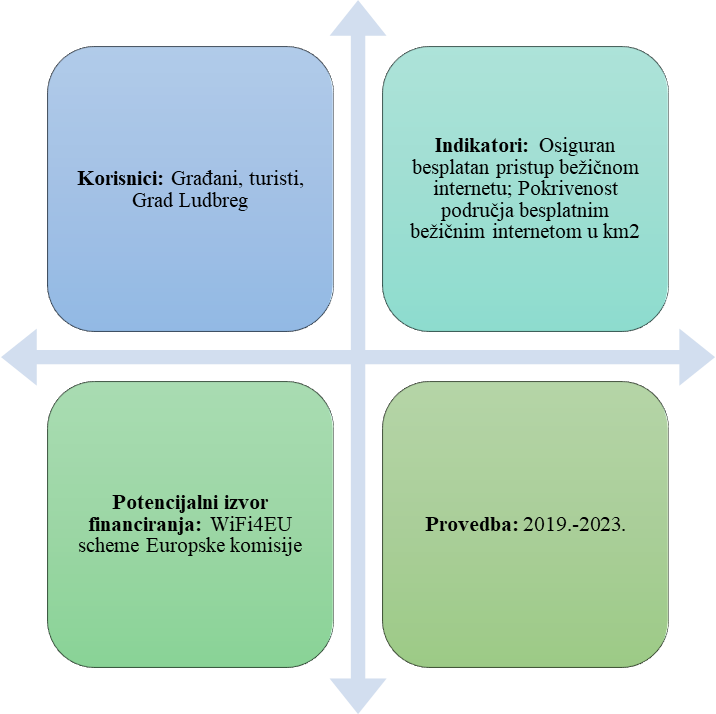 Korisnici: Građani, turisti,
Grad Ludbreg
Indikatori: Osiguran
besplatan pristup bežičnom
internetu; Pokrivenost
područja besplatnim
bežičnim internetom u km2
Potencijalni izvor
financiranja: WiFi4EU
scheme Europske komisije
Provedba: 2019.-2023.